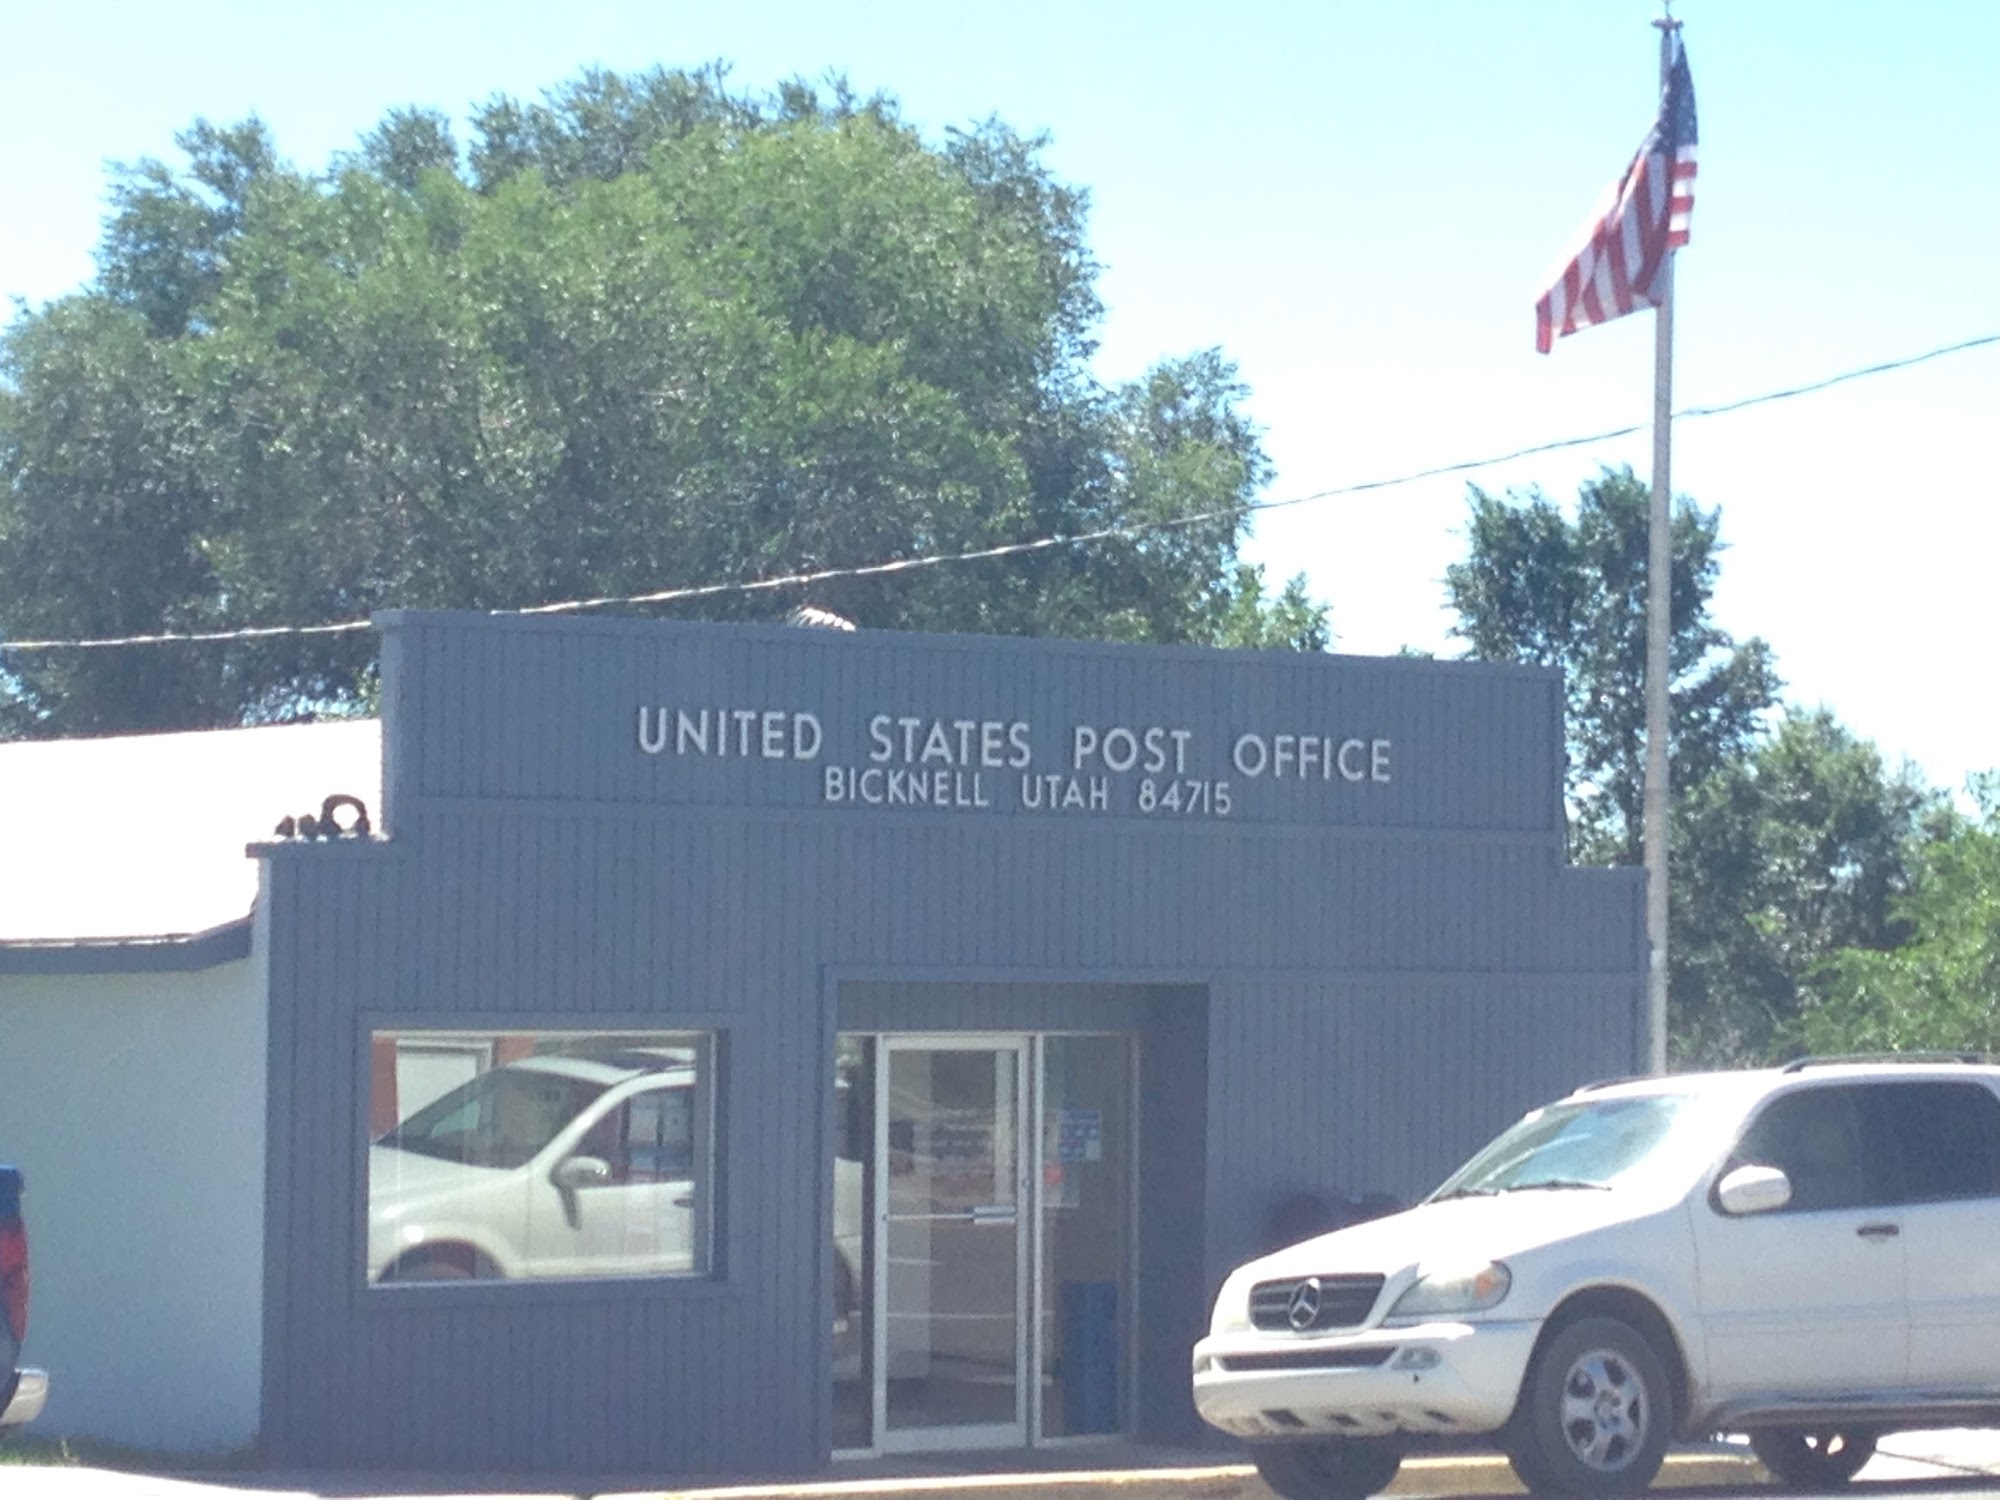 UNITED STATES POST OFFICE
BICKNELL UTAH 84715